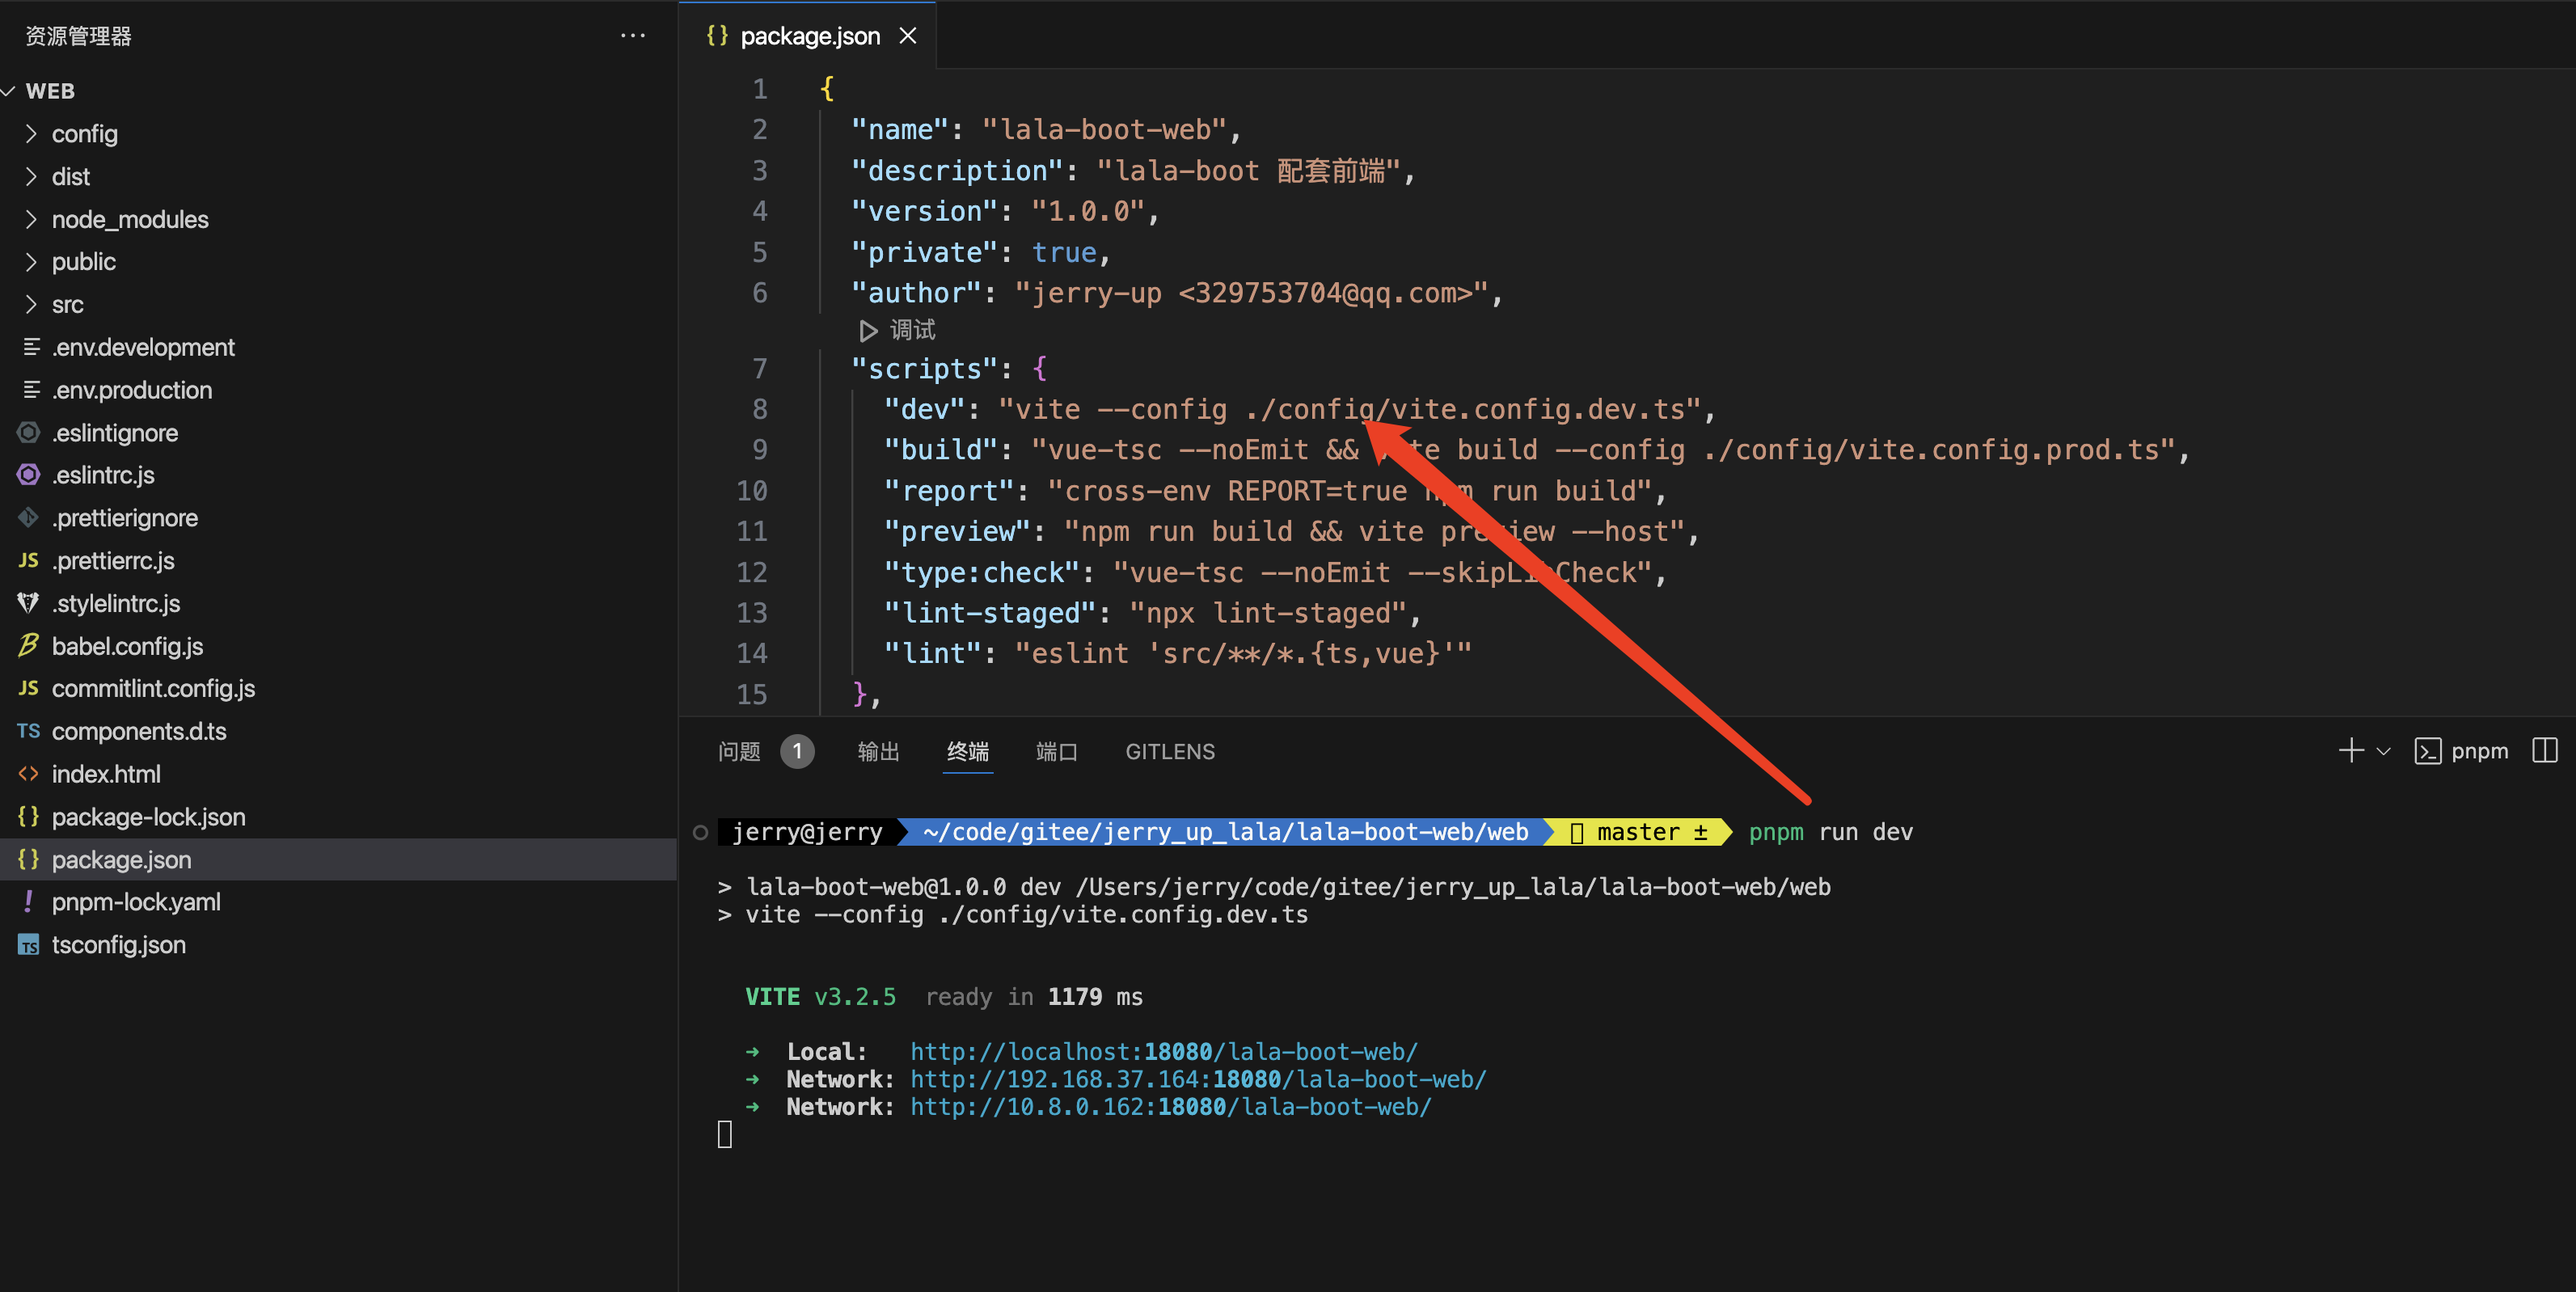 资源管理器
WEB
config
dist
node_modules
public
src
.env.development
.env.production
.eslintignore
.eslintrc.js
.prettierignore
JS .prettierrc.js
.stylelintrc.js
babel.config.js
JS commitlint.config.js
TS components.d.ts
<> index.html
{} package-lock.json
{} package.json
! pnpm-lock.yaml
TS tsconfig.json
{} package.json
1 {
2 "name": "lala-boot-web",
3 "description": "lala-boot 配套前端",
4 "version": "1.0.0",
5 "private": true,
6 "author": "jerry-up <329753704@qq.com>",
调试
7 "scripts": {
8 "dev": "vite --config ./config/vite.config.dev.ts",
9 "build": "vue-tsc --noEmit && vite build --config ./config/vite.config.prod.ts",
10 "report": "cross-env REPORT=true npm run build",
11 "preview": "npm run build && vite preview --host",
12 "type:check": "vue-tsc --noEmit --skipLibCheck",
13 "lint-staged": "npx lint-staged",
14 "lint": "eslint 'src/**/*.{ts,vue}'"
15 },
问题 1 输出 终端 端口 GITLENS
pnpm
jerry@jerry ~/code/gitee/jerry_up_lala/lala-boot-web/web master ± pnpm run dev
> lala-boot-web@1.0.0 dev /Users/jerry/code/gitee/jerry_up_lala/lala-boot-web/web
> vite --config ./config/vite.config.dev.ts
VITE v3.2.5 ready in 1179 ms
➜ Local: http://localhost:18080/lala-boot-web/
➜ Network: http://192.168.37.164:18080/lala-boot-web/
➜ Network: http://10.8.0.162:18080/lala-boot-web/